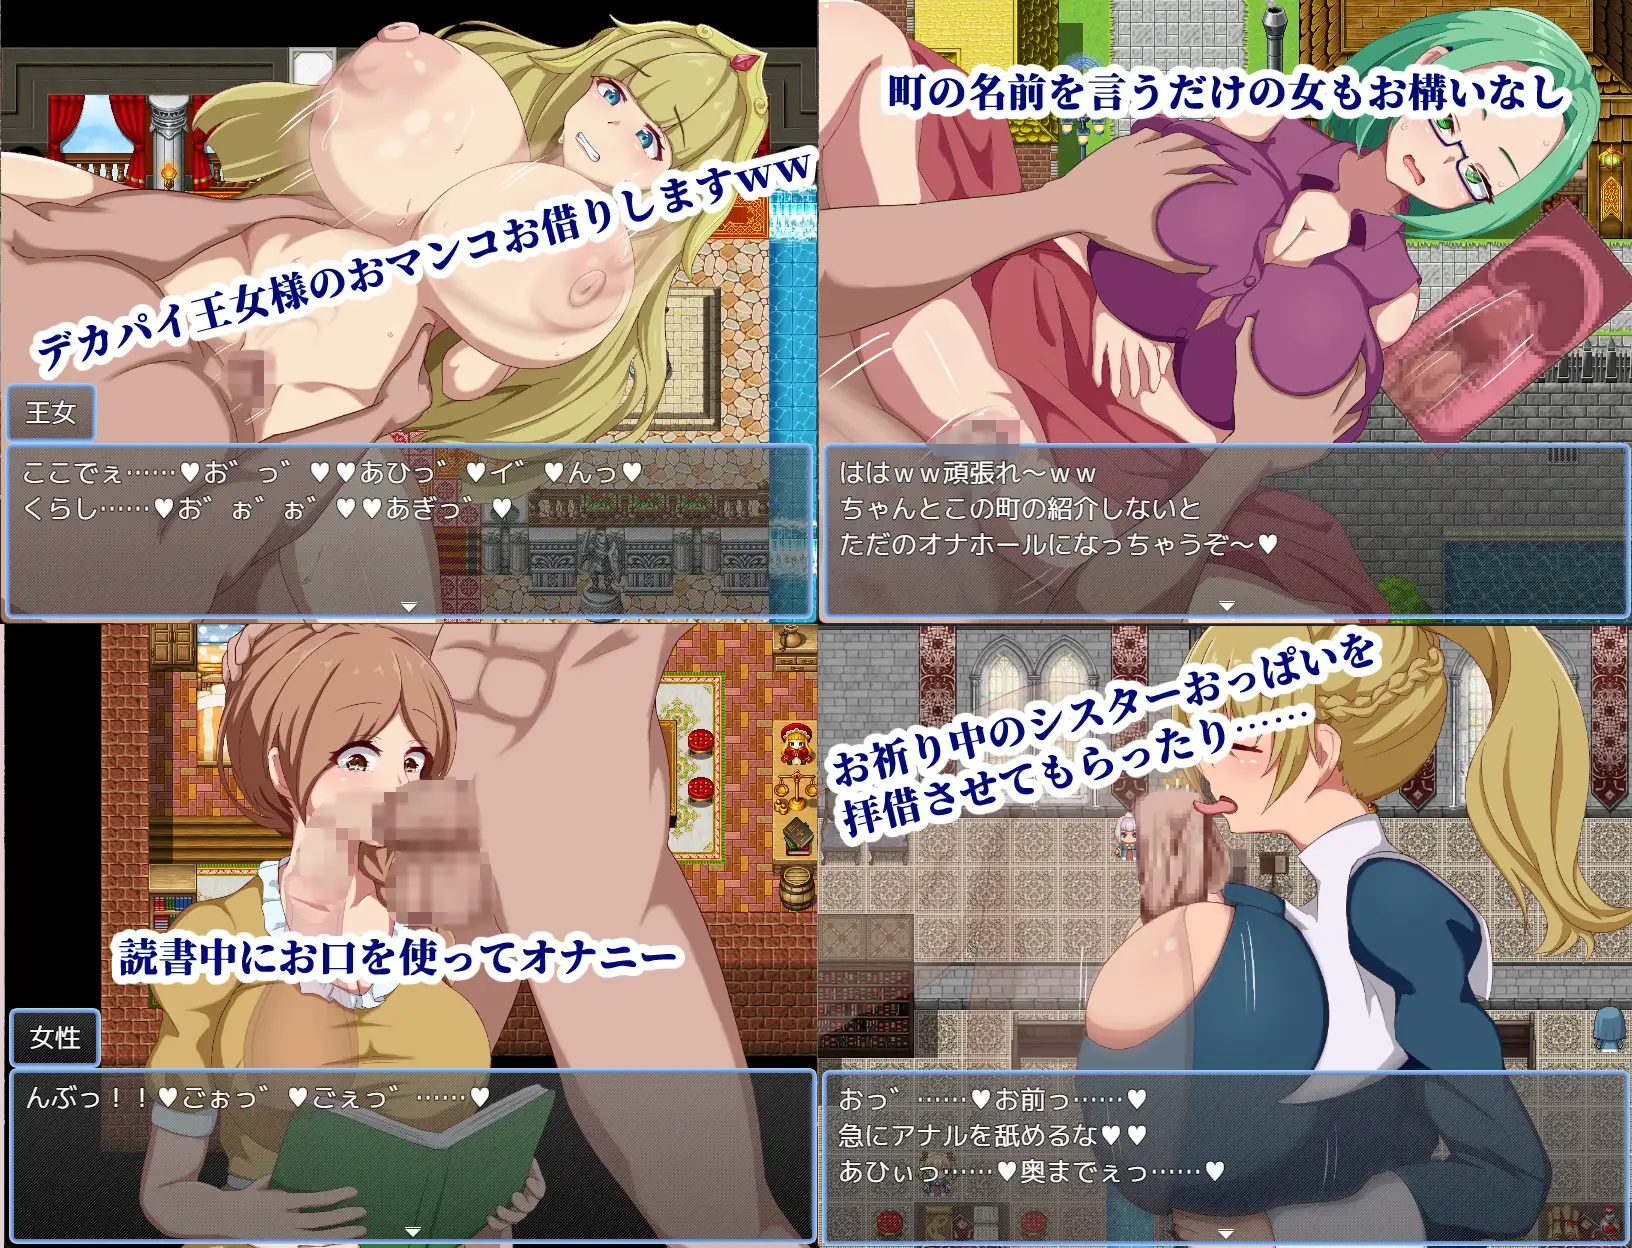 デカパイ王女様のおマンコお借りしますww
王女
ここでぇ……♥お゛っ゛♥♥あひっ゛♥イ゛♥んっ♥
くらし……♥お゛ぉ゛ぉ゛♥♥あぎっ゛♥
町の名前を言うだけの女もお構いなし
ははｗｗ頑張れ～ｗｗ
ちゃんとこの町の紹介しないと
ただのオナホールになっちゃうぞ～♥
読書中にお口を使ってオナニー
女性
んぶっ！！♥ごぉっ゛♥ごぇっ゛……♥
お祈り中のシスターおっぱいを
拝借させてもらったり……
おっ゛……♥お前っ……♥
急にアナルを舐めるな♥♥
あひぃっ……♥奥までぇっ……♥